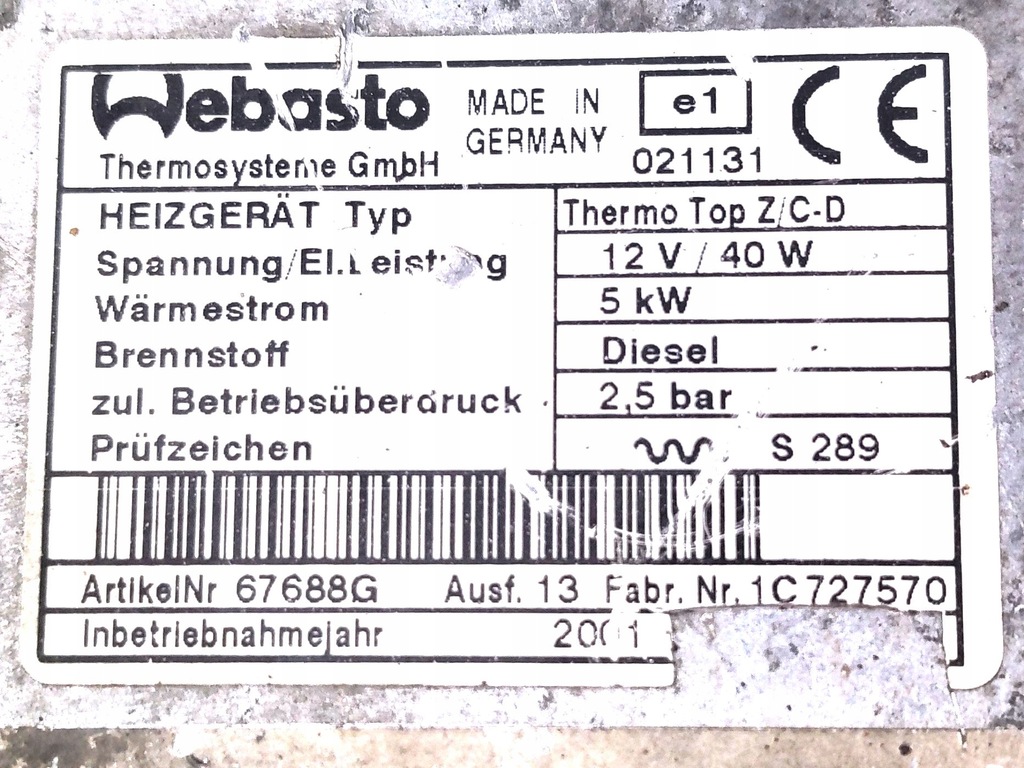 Webasto
Thermosysteme GmbH
MADE IN
GERMANY
e1
021131
CE
HEIZGERÄT Typ Thermo Top Z/C-D
Spannung/El.Leistung 12 V / 40 W
Wärmestrom 5 kW
Brennstoff Diesel
zul. Betriebsüberdruck 2,5 bar
Prüfzeichen S 289
ArtikelNr 67688G Ausf. 13 Fabr. Nr. 1C727570
Inbetriebnahmejahr 2001